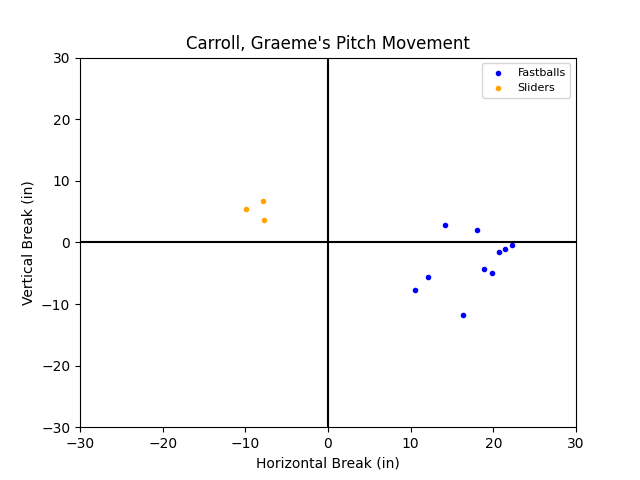 Carroll, Graeme's Pitch Movement
Fastballs
Sliders
30
20
10
0
−10
−20
−30
Vertical Break (in)
−30
−20
−10
0
10
20
30
Horizontal Break (in)